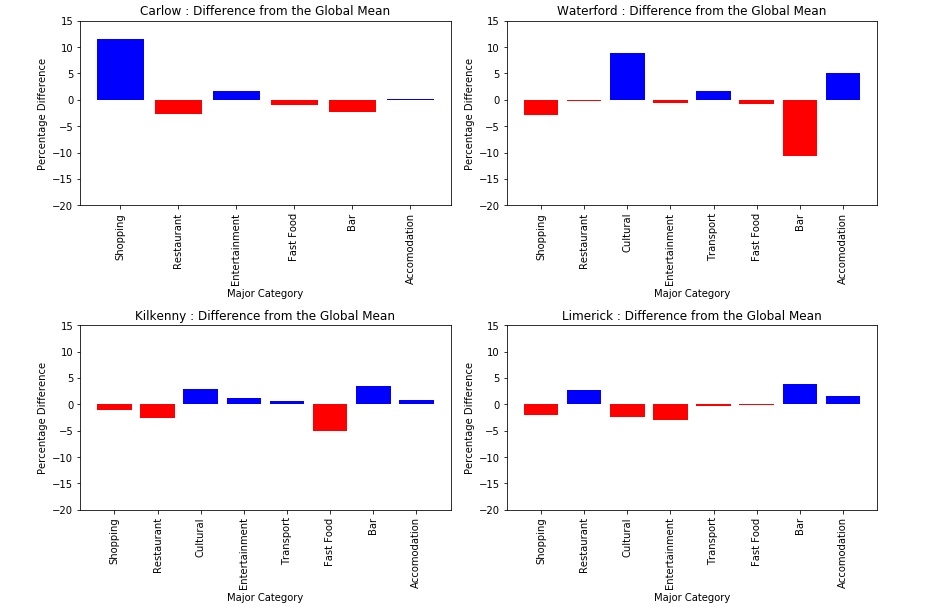 Carlow : Difference from the Global Mean
15
10
5
0
−5
−10
−15
−20
Percentage Difference
Shopping
Restaurant
Entertainment
Fast Food
Bar
Accomodation
Major Category
Waterford : Difference from the Global Mean
15
10
5
0
−5
−10
−15
−20
Percentage Difference
Shopping
Restaurant
Cultural
Entertainment
Transport
Fast Food
Bar
Accomodation
Major Category
Kilkenny : Difference from the Global Mean
15
10
5
0
−5
−10
−15
−20
Percentage Difference
Shopping
Restaurant
Cultural
Entertainment
Transport
Fast Food
Bar
Accomodation
Major Category
Limerick : Difference from the Global Mean
15
10
5
0
−5
−10
−15
−20
Percentage Difference
Shopping
Restaurant
Cultural
Entertainment
Transport
Fast Food
Bar
Accomodation
Major Category